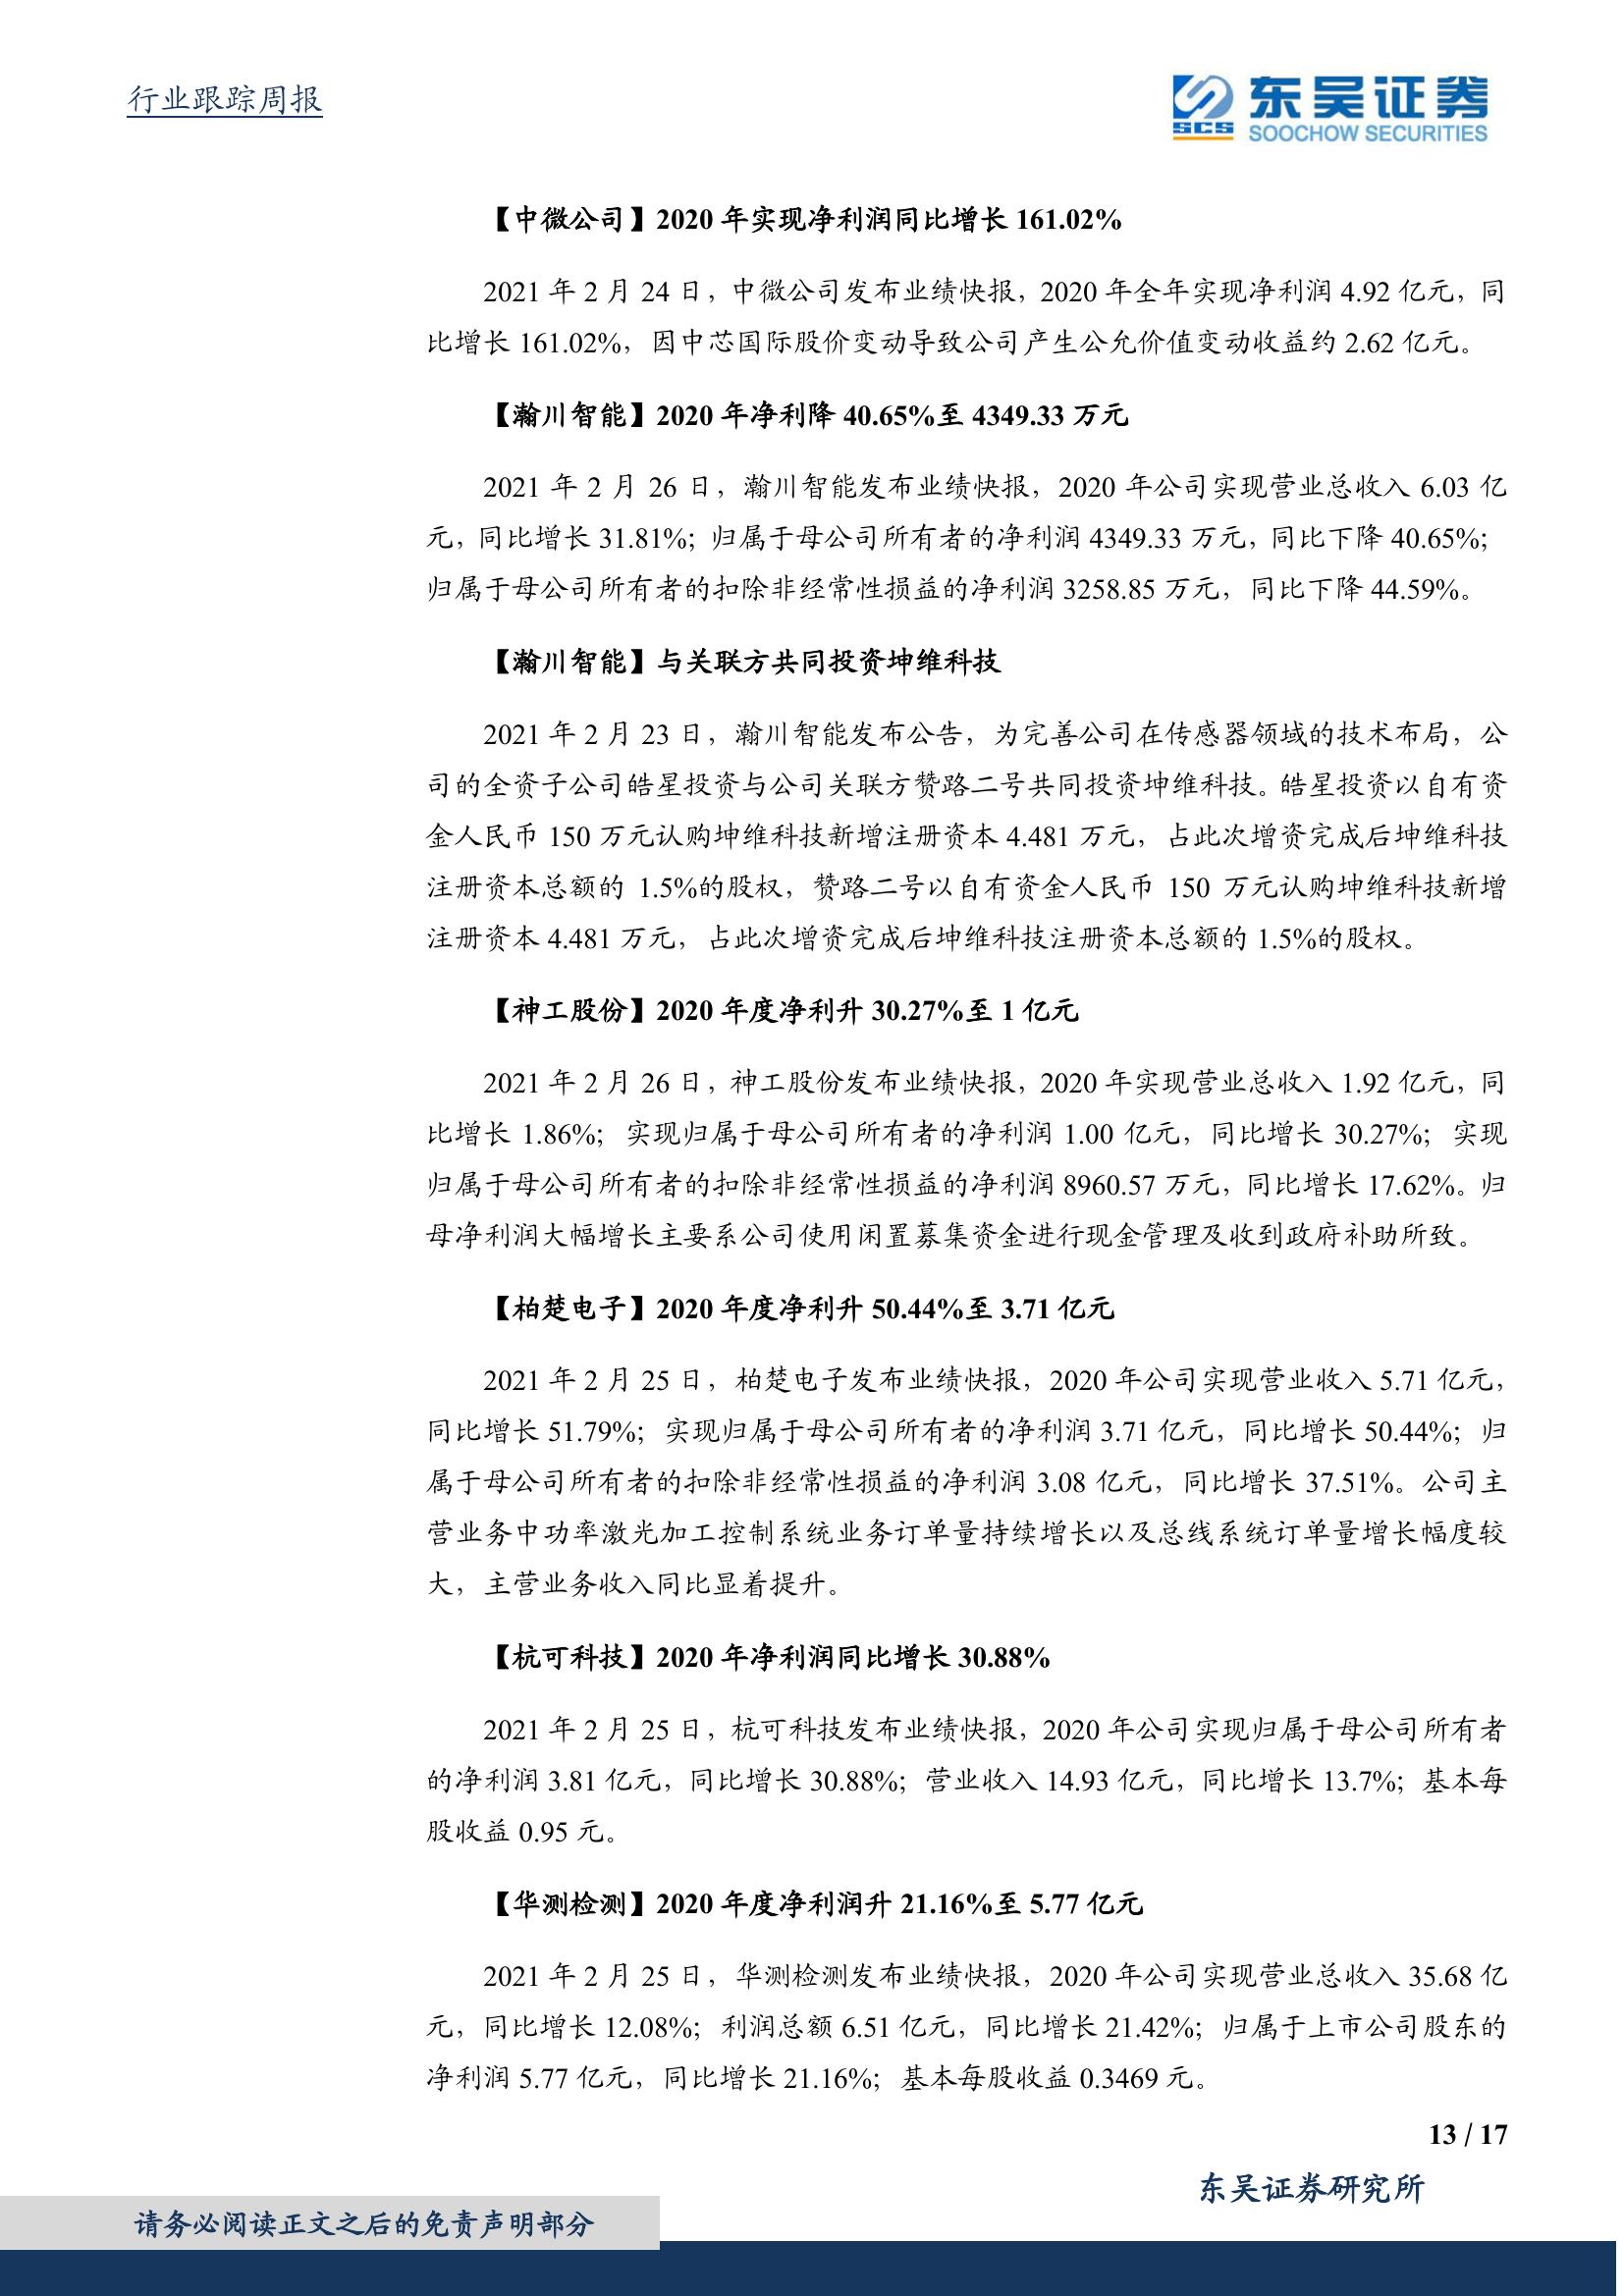 行业跟踪周报
SCS
东吴证券
SOOCHOW SECURITIES
【中微公司】2020 年实现净利润同比增长 161.02%
2021 年 2 月 24 日，中微公司发布业绩快报，2020 年全年实现净利润 4.92 亿元，同
比增长 161.02%，因中芯国际股价变动导致公司产生公允价值变动收益约 2.62 亿元。
【瀚川智能】2020 年净利降 40.65%至 4349.33 万元
2021 年 2 月 26 日，瀚川智能发布业绩快报，2020 年公司实现营业总收入 6.03 亿
元，同比增长 31.81%；归属于母公司所有者的净利润 4349.33 万元，同比下降 40.65%；
归属于母公司所有者的扣除非经常性损益的净利润 3258.85 万元，同比下降 44.59%。
【瀚川智能】与关联方共同投资坤维科技
2021 年 2 月 23 日，瀚川智能发布公告，为完善公司在传感器领域的技术布局，公
司的全资子公司皓星投资与公司关联方赞路二号共同投资坤维科技。皓星投资以自有资
金人民币 150 万元认购坤维科技新增注册资本 4.481 万元，占此次增资完成后坤维科技
注册资本总额的 1.5%的股权，赞路二号以自有资金人民币 150 万元认购坤维科技新增
注册资本 4.481 万元，占此次增资完成后坤维科技注册资本总额的 1.5%的股权。
【神工股份】2020 年度净利升 30.27%至 1 亿元
2021 年 2 月 26 日，神工股份发布业绩快报，2020 年实现营业总收入 1.92 亿元，同
比增长 1.86%；实现归属于母公司所有者的净利润 1.00 亿元，同比增长 30.27%；实现
归属于母公司所有者的扣除非经常性损益的净利润 8960.57 万元，同比增长 17.62%。归
母净利润大幅增长主要系公司使用闲置募集资金进行现金管理及收到政府补助所致。
【柏楚电子】2020 年度净利升 50.44%至 3.71 亿元
2021 年 2 月 25 日，柏楚电子发布业绩快报，2020 年公司实现营业收入 5.71 亿元，
同比增长 51.79%；实现归属于母公司所有者的净利润 3.71 亿元，同比增长 50.44%；归
属于母公司所有者的扣除非经常性损益的净利润 3.08 亿元，同比增长 37.51%。公司主
营业务中功率激光加工控制系统业务订单量持续增长以及总线系统订单量增长幅度较
大，主营业务收入同比显着提升。
【杭可科技】2020 年净利润同比增长 30.88%
2021 年 2 月 25 日，杭可科技发布业绩快报，2020 年公司实现归属于母公司所有者
的净利润 3.81 亿元，同比增长 30.88%；营业收入 14.93 亿元，同比增长 13.7%；基本每
股收益 0.95 元。
【华测检测】2020 年度净利润升 21.16%至 5.77 亿元
2021 年 2 月 25 日，华测检测发布业绩快报，2020 年公司实现营业总收入 35.68 亿
元，同比增长 12.08%；利润总额 6.51 亿元，同比增长 21.42%；归属于上市公司股东的
净利润 5.77 亿元，同比增长 21.16%；基本每股收益 0.3469 元。
13 / 17
东吴证券研究所
请务必阅读正文之后的免责声明部分